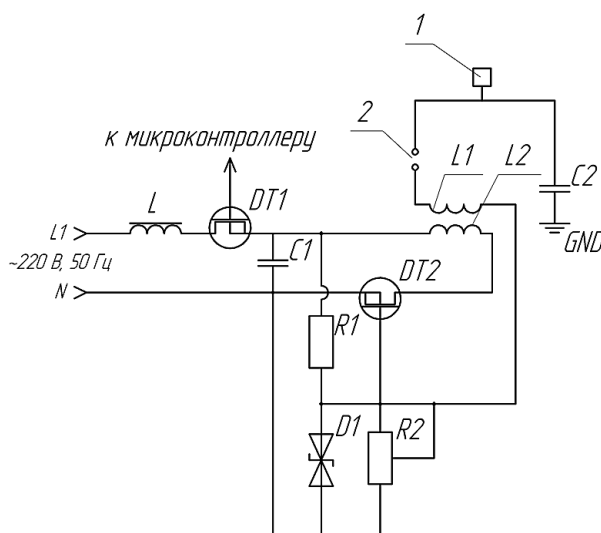 1
2
L1
L2
C2
GND
к микроконтроллеру
DT1
L
L1
~220 В, 50 Гц
N
C1
DT2
R1
D1
R2